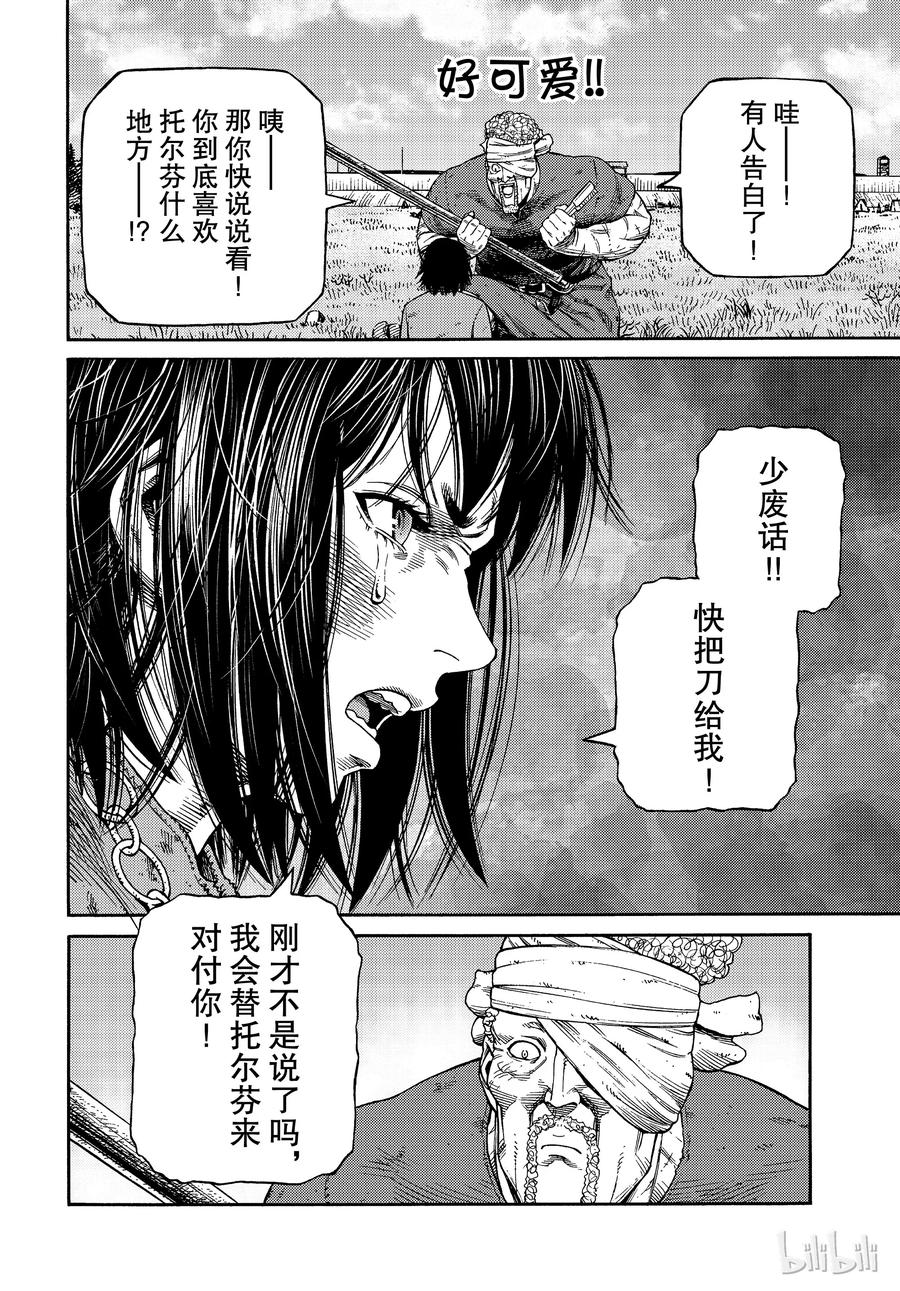 哇——！
有人告白了！
好可爱!!
咦——
那你快说说看！
你到底喜欢
托尔芬什么
地方——!?
少废话!!
快把刀给我！
刚才不是说了吗，
我会替托尔芬来
对付你！
bilibili